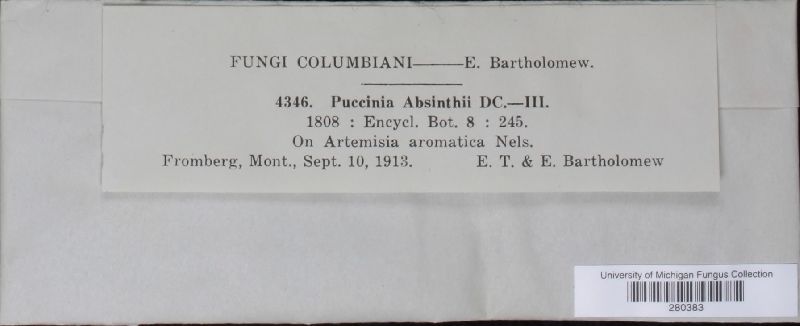 FUNGI COLUMBIANI——E. Bartholomew.
4346. Puccinia Absinthii DC.—III.
1808 : Encycl. Bot. 8 : 245.
On Artemisia aromatica Nels.
Fromberg, Mont., Sept. 10, 1913. E. T. & E. Bartholomew
University of Michigan Fungus Collection
280383